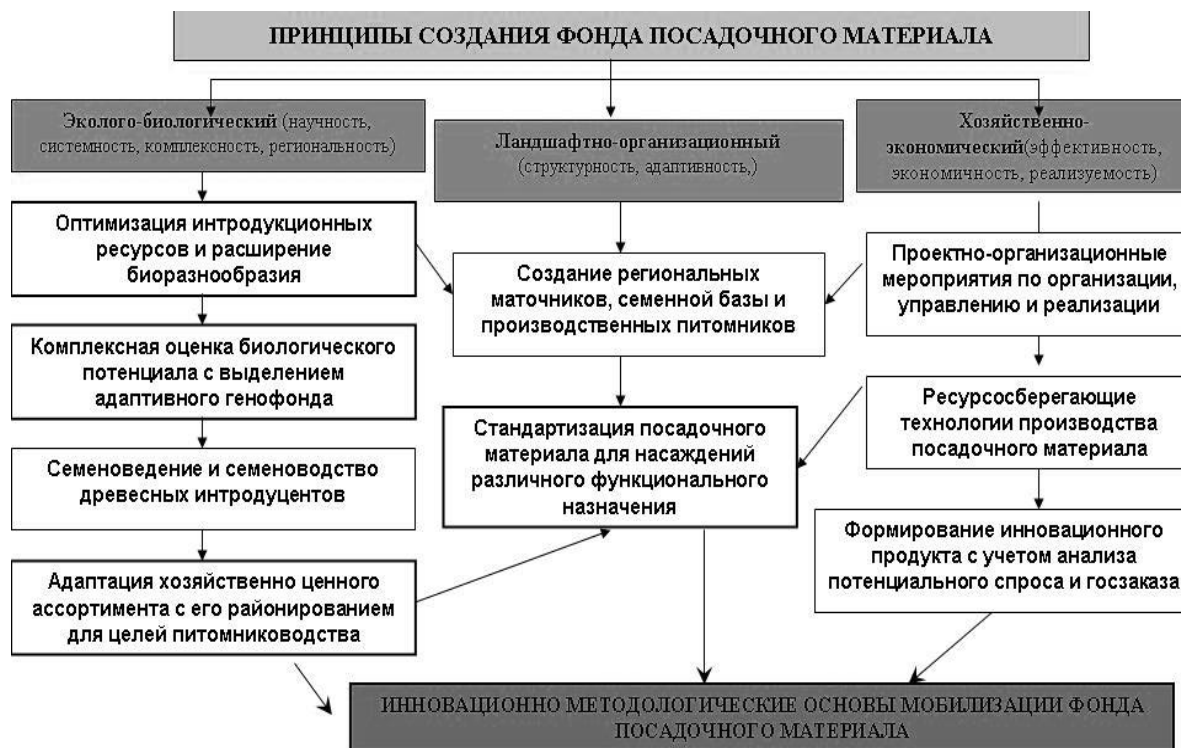 ПРИНЦИПЫ СОЗДАНИЯ ФОНДА ПОСАДОЧНОГО МАТЕРИАЛА
Эколого-биологический (научность,
системность, комплексность, региональность)
Ландшафтно-организационный
(структурность, адаптивность,)
Хозяйственно-
экономический(эффективность,
экономичность, реализуемость)
Оптимизация интродукционных
ресурсов и расширение
биоразнообразия
Комплексная оценка биологического
потенциала с выделением
адаптивного генофонда
Семеноведение и семеноводство
древесных интродуцентов
Адаптация хозяйственно ценного
ассортимента с его районированием
для целей питомниководства
Создание региональных
маточников, семенной базы и
производственных питомников
Стандартизация посадочного
материала для насаждений
различного функционального
назначения
Проектно-организационные
мероприятия по организации,
управлению и реализации
Ресурсосберегающие
технологии производства
посадочного материала
Формирование инновационного
продукта с учетом анализа
потенциального спроса и госзаказа
ИННОВАЦИОННО МЕТОДОЛОГИЧЕСКИЕ ОСНОВЫ МОБИЛИЗАЦИИ ФОНДА
ПОСАДОЧНОГО МАТЕРИАЛА